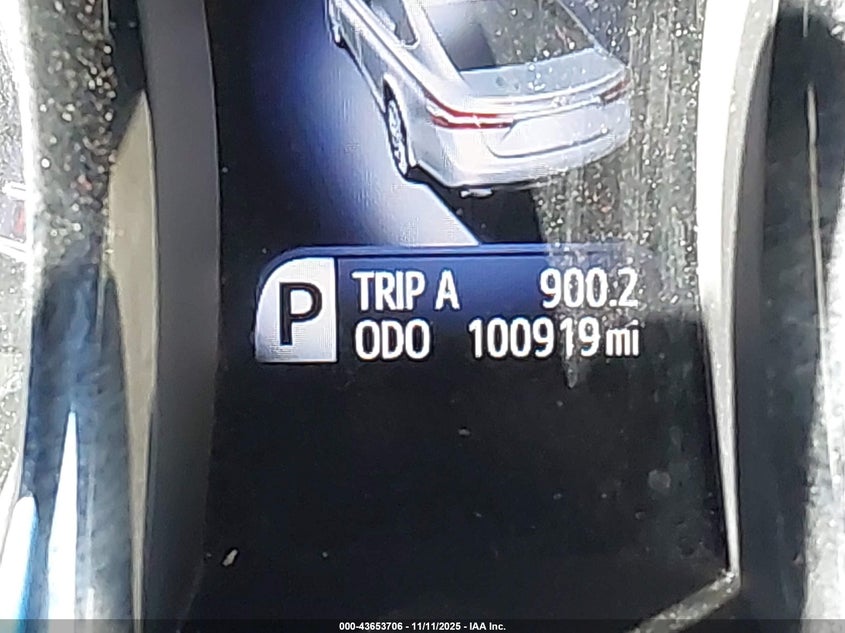 P
TRIP A 900.2
ODO 100919 mi
000-43653706 - 11/11/2025 - IAA Inc.